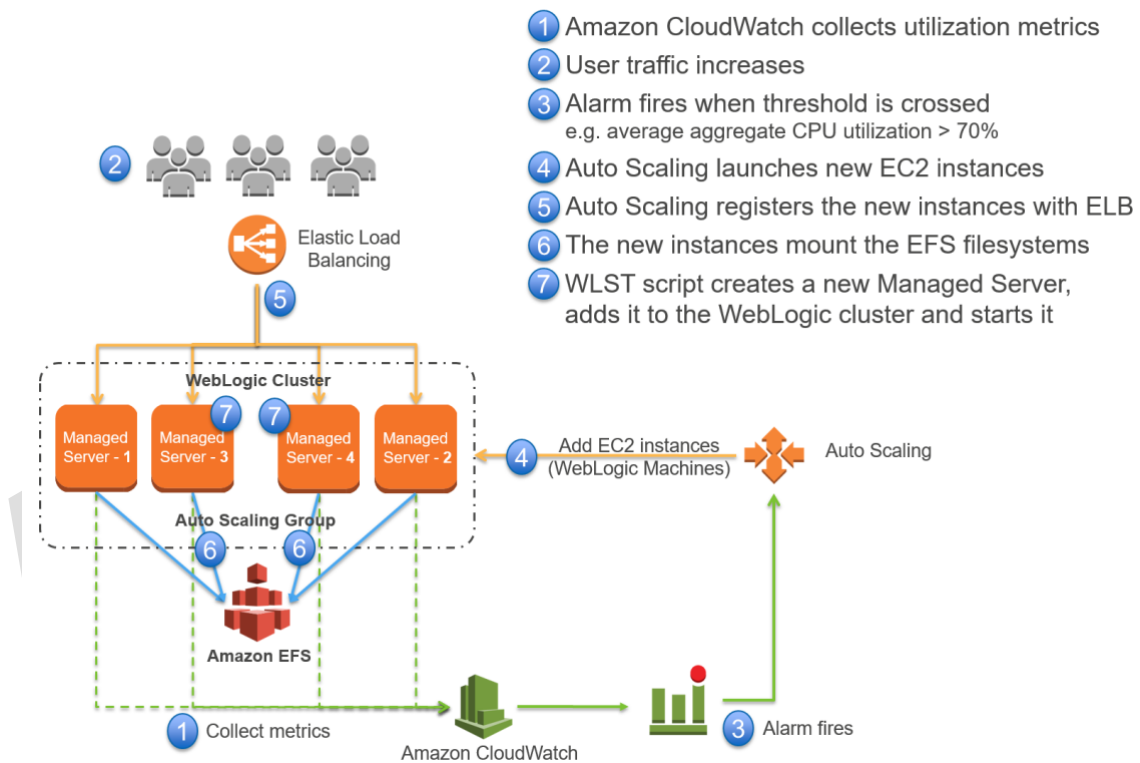 1 Amazon CloudWatch collects utilization metrics
2 User traffic increases
3 Alarm fires when threshold is crossed
e.g. average aggregate CPU utilization > 70%
4 Auto Scaling launches new EC2 instances
5 Auto Scaling registers the new instances with ELB
6 The new instances mount the EFS filesystems
7 WLST script creates a new Managed Server,
adds it to the WebLogic cluster and starts it
2
Elastic Load
Balancing
5
WebLogic Cluster
7
7
Managed
Server - 1
Managed
Server - 3
Managed
Server - 4
Managed
Server - 2
4
Add EC2 instances
(WebLogic Machines)
Auto Scaling
Auto Scaling Group
6
6
Amazon EFS
1 Collect metrics
Amazon CloudWatch
3 Alarm fires